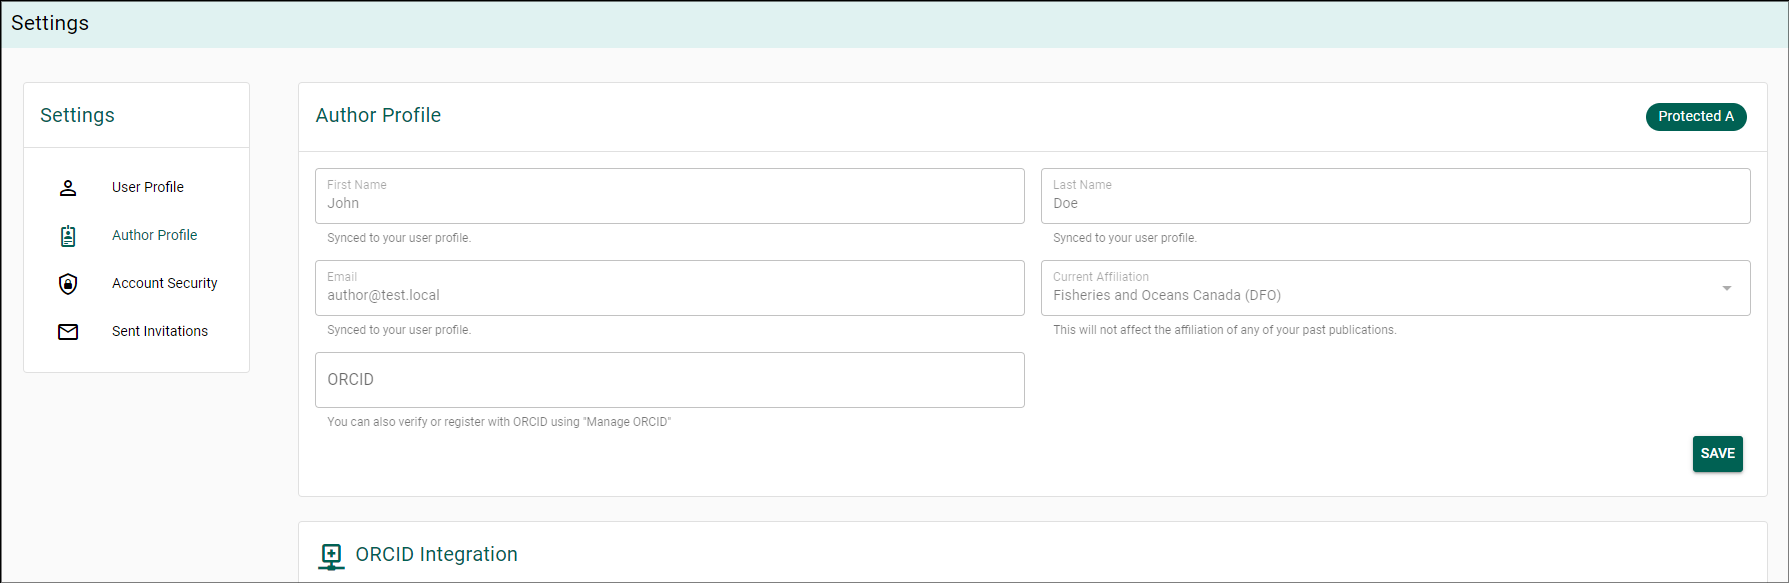 Settings
Settings
User Profile
Author Profile
Account Security
Sent Invitations
Author Profile
Protected A
First Name
John
Synced to your user profile.
Last Name
Doe
Synced to your user profile.
Email
author@test.local
Synced to your user profile.
Current Affiliation
Fisheries and Oceans Canada (DFO)
This will not affect the affiliation of any of your past publications.
ORCID
You can also verify or register with ORCID using "Manage ORCID"
SAVE
ORCID Integration